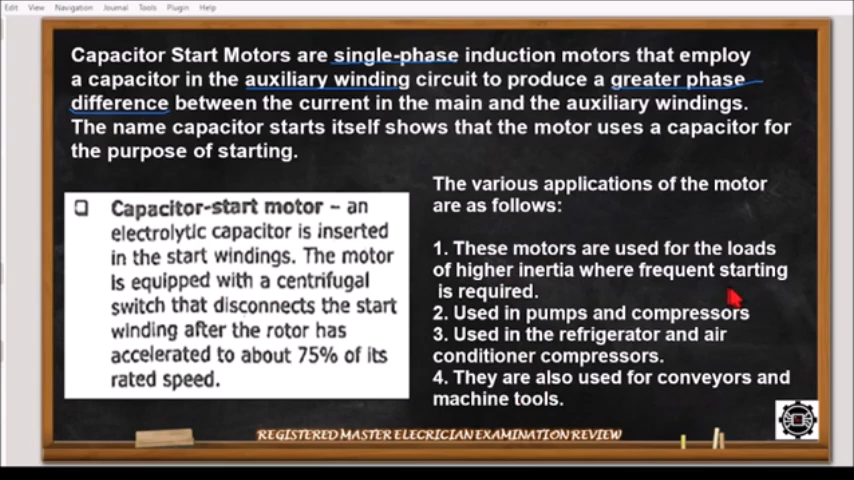 Edit View Navigation Journal Tools Plugin Help
Capacitor Start Motors are single-phase induction motors that employ
a capacitor in the auxiliary winding circuit to produce a greater phase
difference between the current in the main and the auxiliary windings.
The name capacitor starts itself shows that the motor uses a capacitor for
the purpose of starting.
Capacitor-start motor – an
electrolytic capacitor is inserted
in the start windings. The motor
is equipped with a centrifugal
switch that disconnects the start
winding after the rotor has
accelerated to about 75% of its
rated speed.
The various applications of the motor
are as follows:
1. These motors are used for the loads
of higher inertia where frequent starting
is required.
2. Used in pumps and compressors
3. Used in the refrigerator and air
conditioner compressors.
4. They are also used for conveyors and
machine tools.
REGISTERED MASTER ELECRICIAN EXAMINATION REVIEW